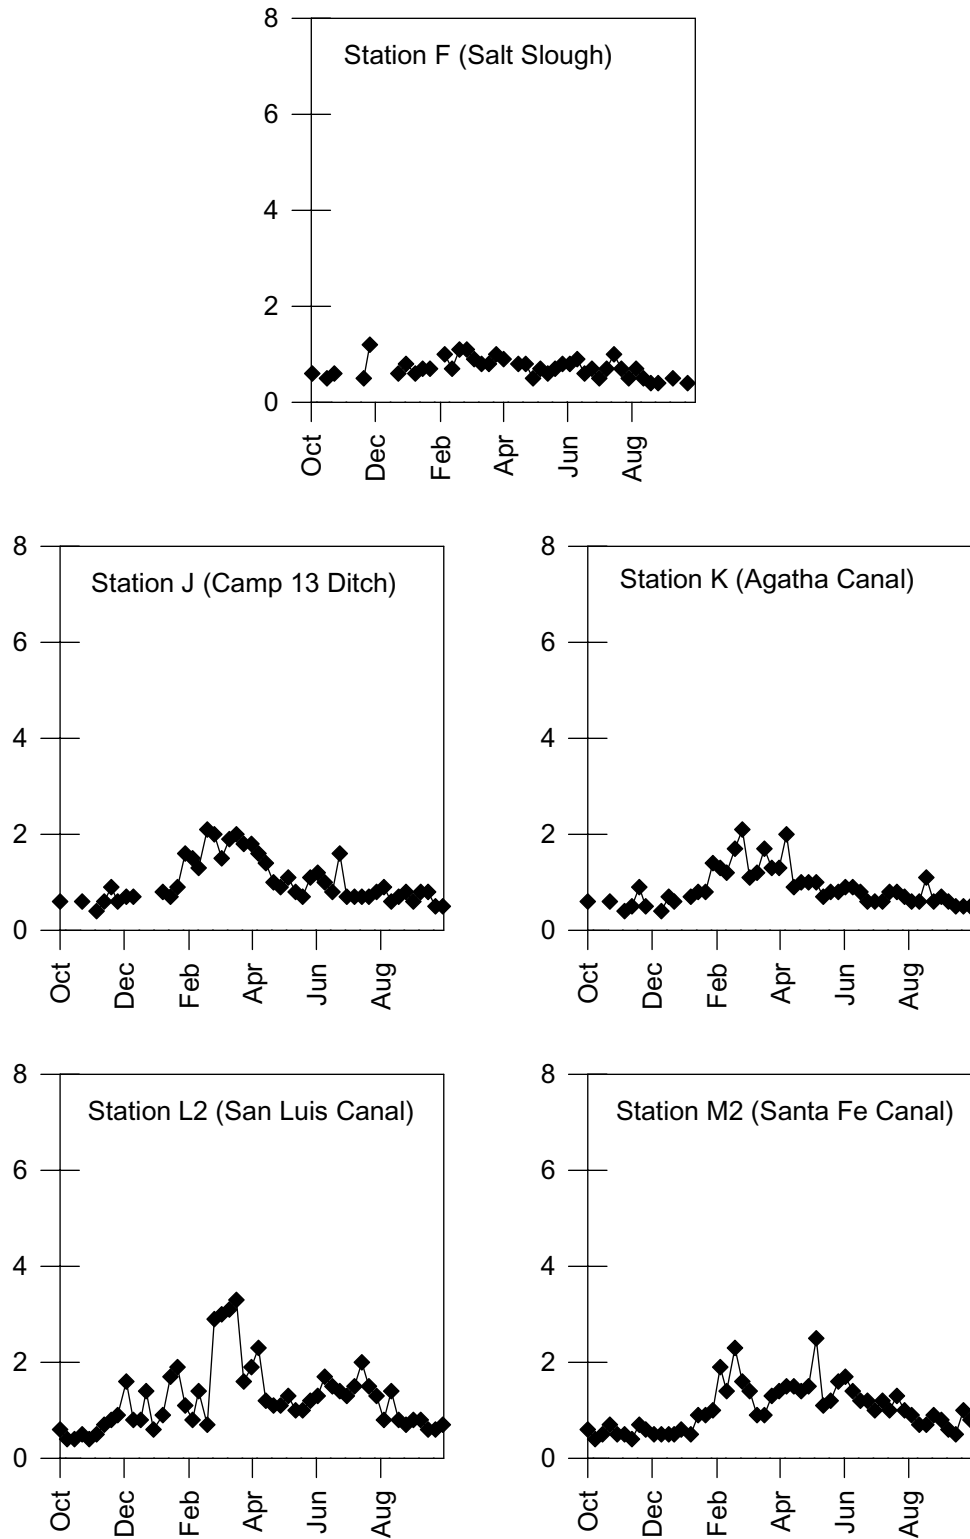 8
Station F (Salt Slough)
6
4
2
0
Oct
Dec
Feb
Apr
Jun
Aug
8
Station J (Camp 13 Ditch)
6
4
2
0
Oct
Dec
Feb
Apr
Jun
Aug
8
Station K (Agatha Canal)
6
4
2
0
Oct
Dec
Feb
Apr
Jun
Aug
8
Station L2 (San Luis Canal)
6
4
2
0
Oct
Dec
Feb
Apr
Jun
Aug
8
Station M2 (Santa Fe Canal)
6
4
2
0
Oct
Dec
Feb
Apr
Jun
Aug